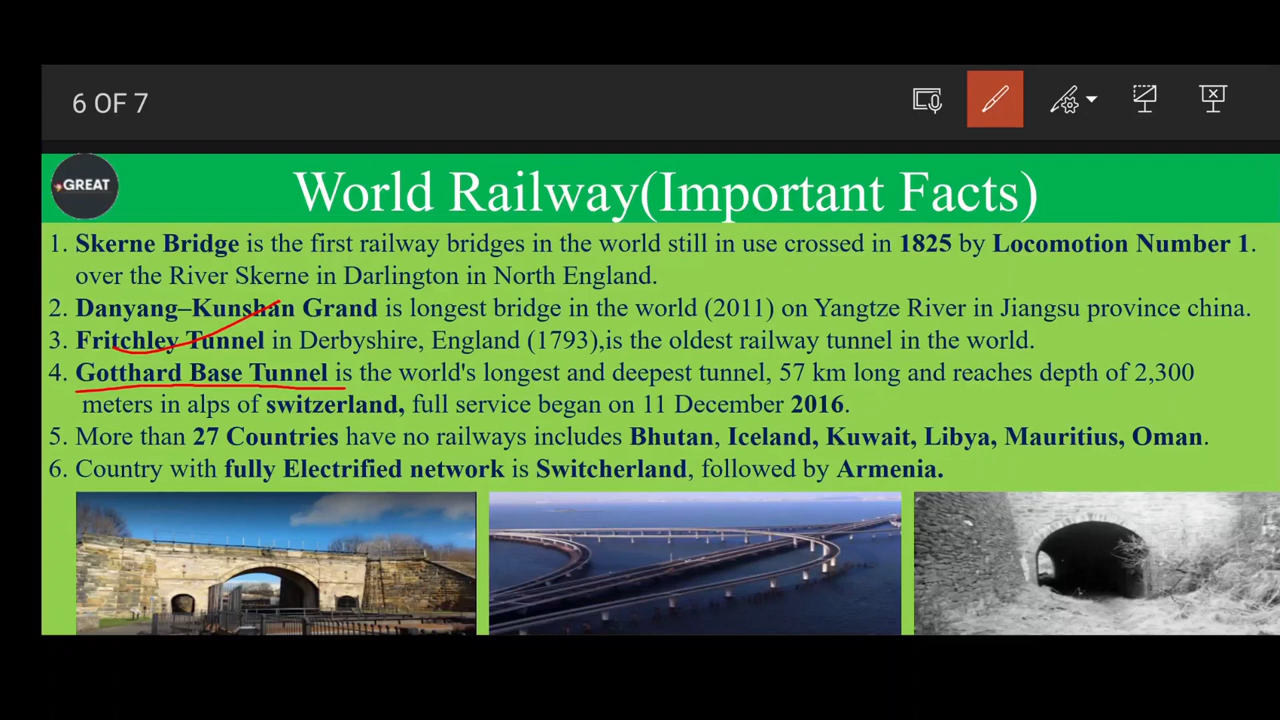 6 OF 7
GREAT
World Railway(Important Facts)
1. Skerne Bridge is the first railway bridges in the world still in use crossed in 1825 by Locomotion Number 1.
over the River Skerne in Darlington in North England.
2. Danyang–Kunshan Grand is longest bridge in the world (2011) on Yangtze River in Jiangsu province china.
3. Fritchley Tunnel in Derbyshire, England (1793),is the oldest railway tunnel in the world.
4. Gotthard Base Tunnel is the world's longest and deepest tunnel, 57 km long and reaches depth of 2,300
meters in alps of switzerland, full service began on 11 December 2016.
5. More than 27 Countries have no railways includes Bhutan, Iceland, Kuwait, Libya, Mauritius, Oman.
6. Country with fully Electrified network is Switcherland, followed by Armenia.